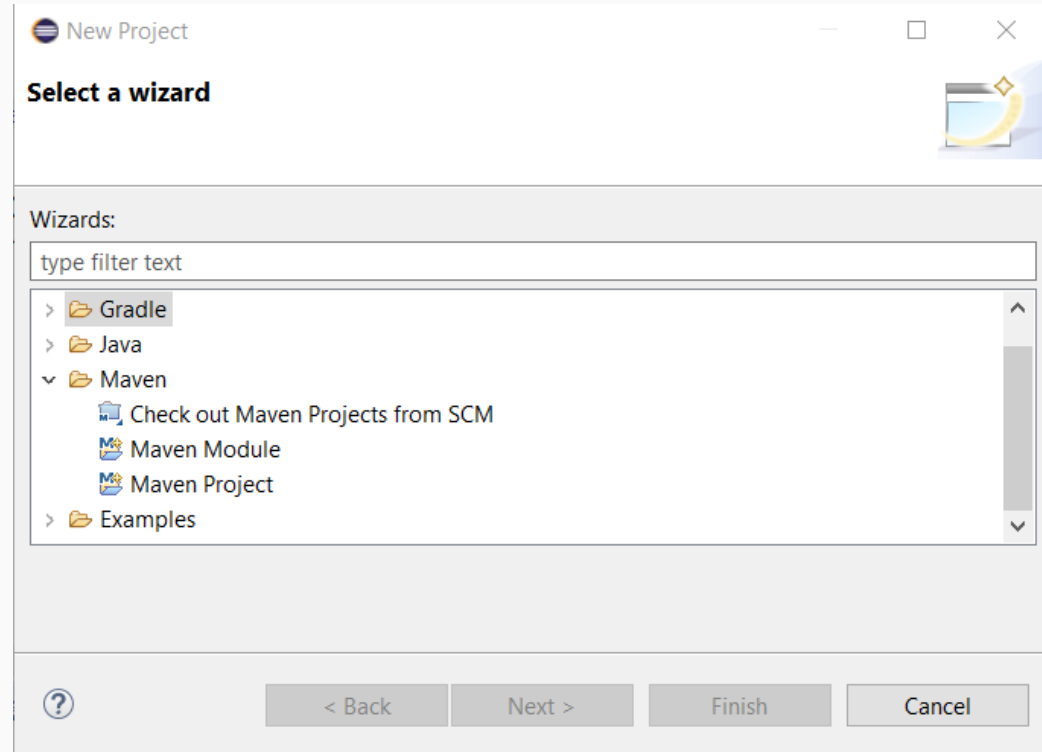 New Project
Select a wizard
Wizards:
type filter text
Gradle
Java
Maven
Check out Maven Projects from SCM
Maven Module
Maven Project
Examples
< Back Next > Finish Cancel